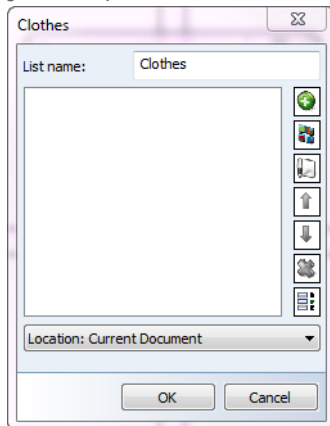 Clothes
List name: Clothes
Location: Current Document
OK Cancel